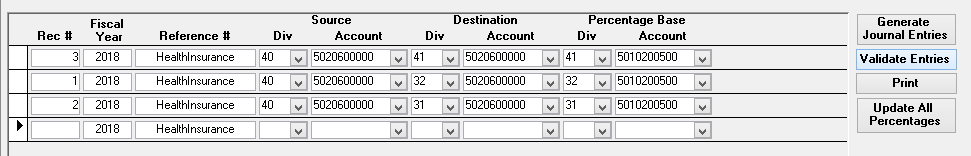 Source Destination Percentage Base
Rec # Fiscal Year Reference # Div Account Div Account Div Account
3 2018 HealthInsurance 40 5020600000 41 5020600000 41 5010200500
1 2018 HealthInsurance 40 5020600000 32 5020600000 32 5010200500
2 2018 HealthInsurance 40 5020600000 31 5020600000 31 5010200500
2018 HealthInsurance
Generate
Journal Entries
Validate Entries
Print
Update All
Percentages